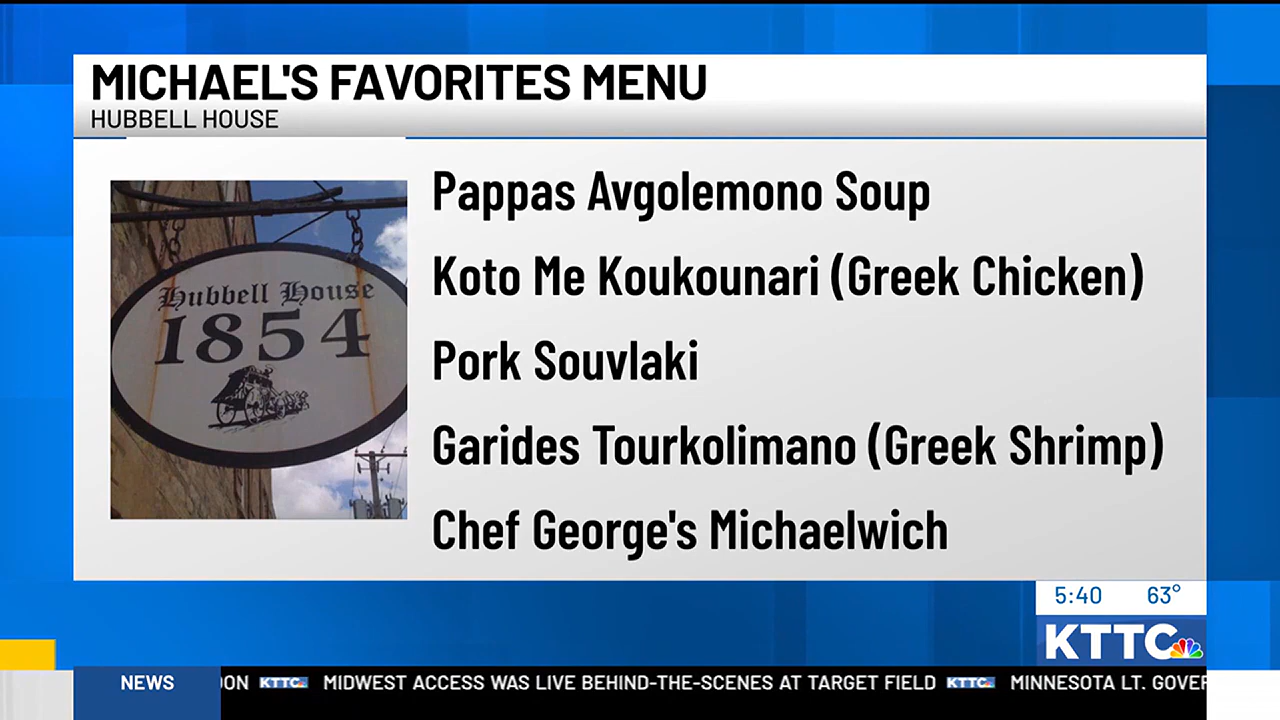 MICHAEL'S FAVORITES MENU
HUBBELL HOUSE
Hubbell House
1854
Pappas Avgolemono Soup
Koto Me Koukounari (Greek Chicken)
Pork Souvlaki
Garides Tourkolimano (Greek Shrimp)
Chef George's Michaelwich
5:40 63°
KTTC
NEWS ON KTTC MIDWEST ACCESS WAS LIVE BEHIND-THE-SCENES AT TARGET FIELD KTTC MINNESOTA LT. GOVER